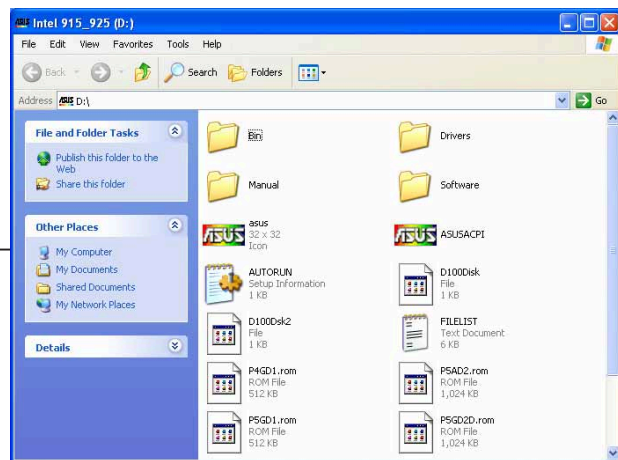 Intel 915_925 (D:)
File Edit View Favorites Tools Help
Back Search Folders
Address D:\ Go
File and Folder Tasks
Publish this folder to the
Web
Share this folder
Other Places
My Computer
My Documents
Shared Documents
My Network Places
Details
Bin
Drivers
Manual
Software
ASUS
asus
32 x 32
Icon
ASUS
ASUSACPI
AUTORUN
Setup Information
1 KB
D100Disk
File
1 KB
D100Dsk2
File
1 KB
FILELIST
Text Document
6 KB
P4GD1.rom
ROM File
512 KB
P5AD2.rom
ROM File
1,024 KB
P5GD1.rom
ROM File
512 KB
P5GD2D.rom
ROM File
1,024 KB